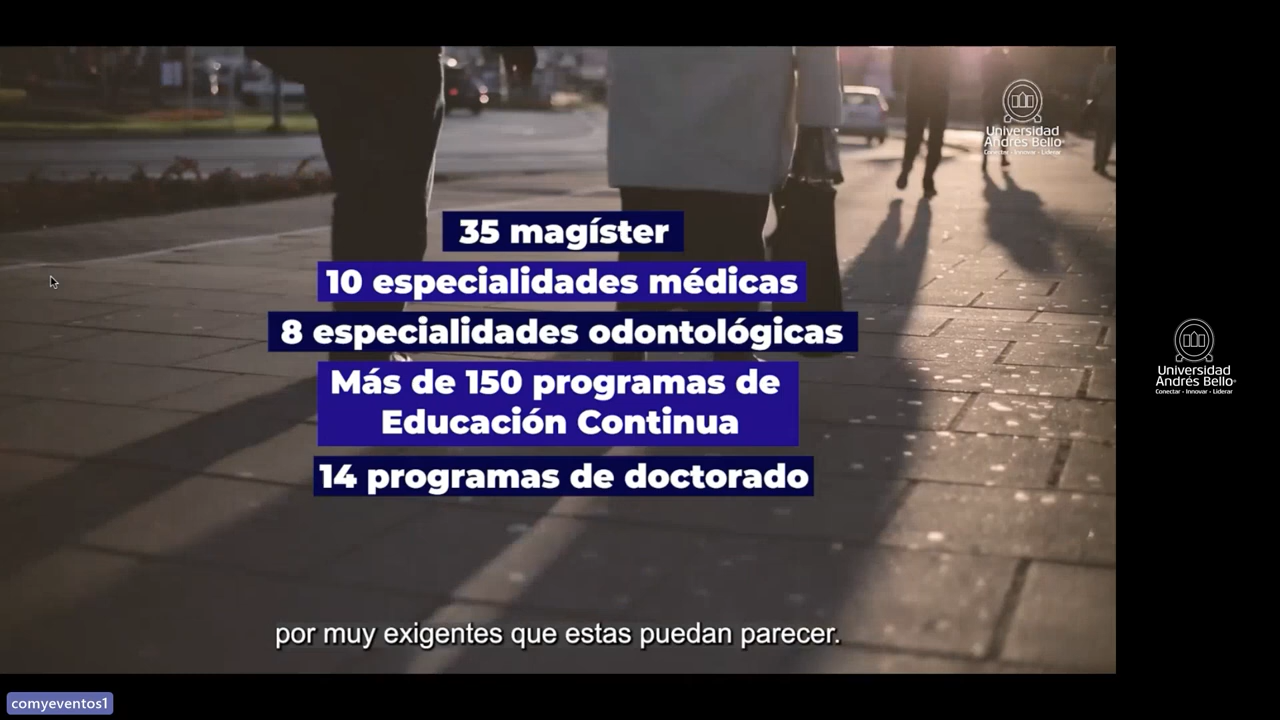 Universidad
Andrés Bello
Conectar - Innovar - Liderar
35 magíster
10 especialidades médicas
8 especialidades odontológicas
Más de 150 programas de
Educación Continua
14 programas de doctorado
por muy exigentes que estas puedan parecer.
Universidad
Andrés Bello®
Conectar - Innovar - Liderar
comyeventos1